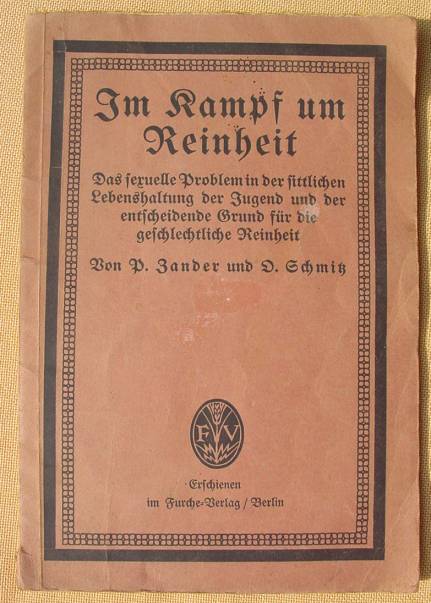 Im Kampf um
Reinheit
Das sexuelle Problem in der sittlichen
Lebenshaltung der Jugend und der
entscheidende Grund für die
geschlechtliche Reinheit
Von P. Zander und O. Schmitz
F V
Erschienen
im Furche-Verlag / Berlin